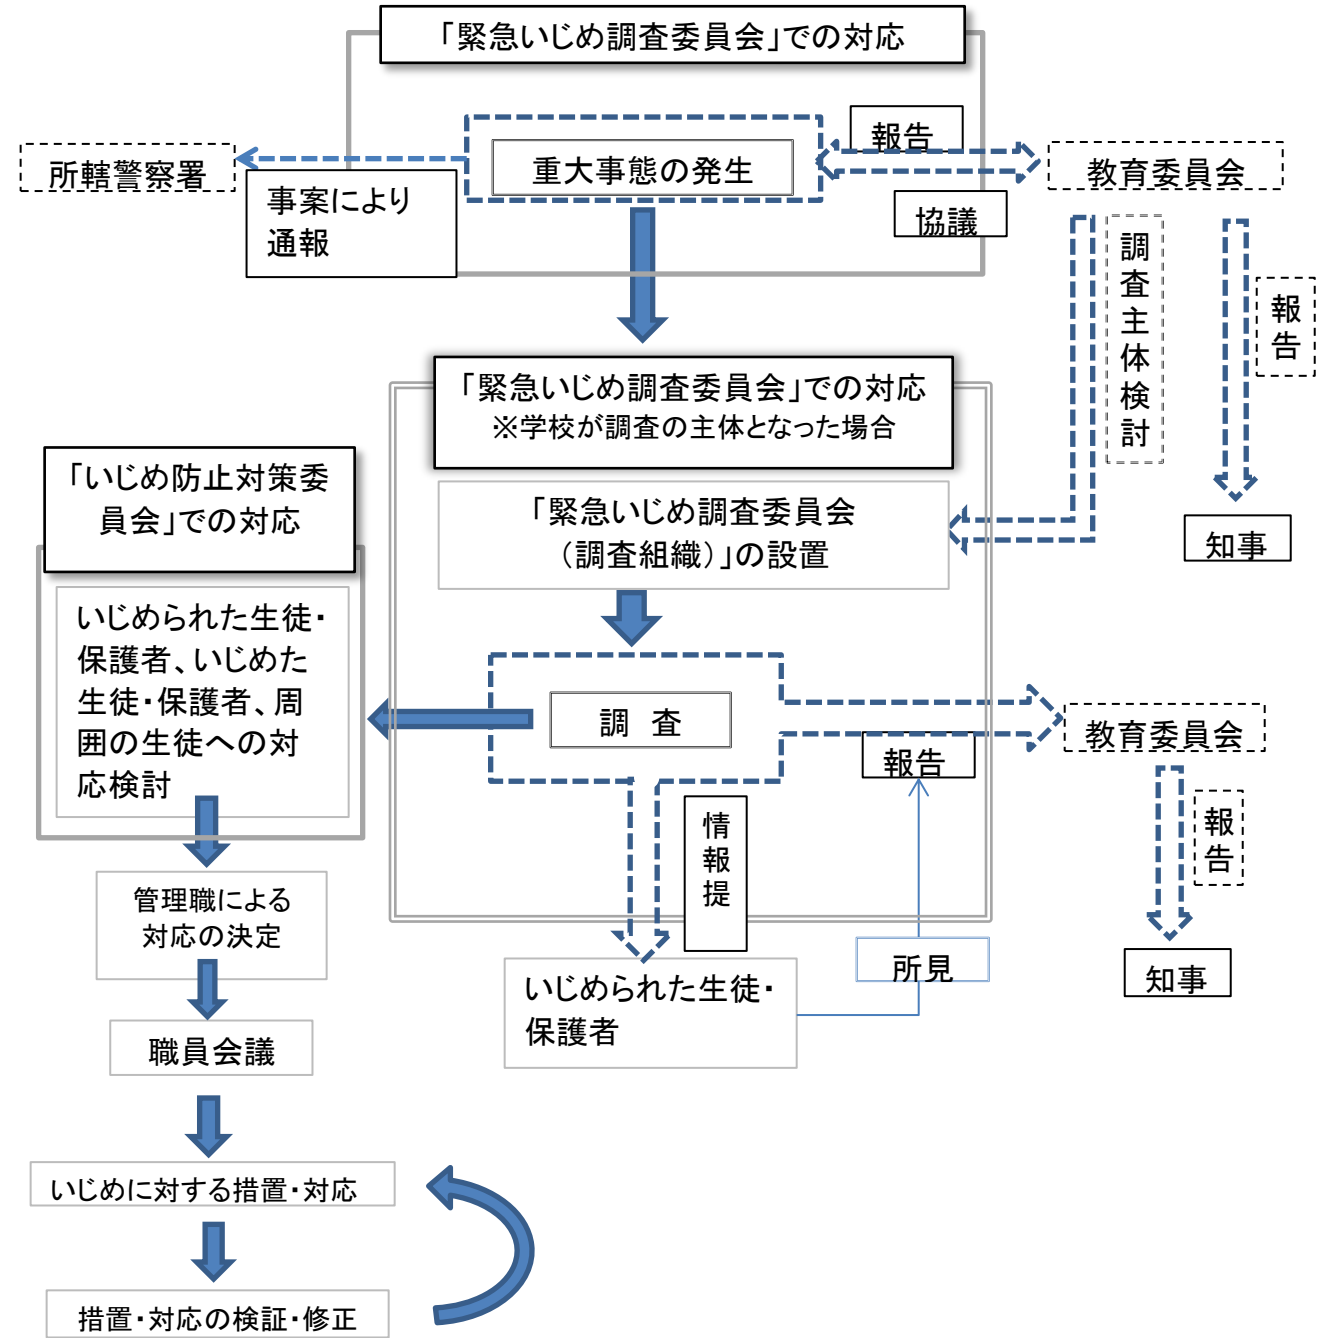 「緊急いじめ調査委員会」での対応
報告
重大事態の発生
所轄警察署
教育委員会
事案により
通報
協議
調査主体検討
報告
「緊急いじめ調査委員会」での対応
※学校が調査の主体となった場合
「いじめ防止対策委
員会」での対応
「緊急いじめ調査委員会
（調査組織）」の設置
知事
いじめられた生徒・
保護者、いじめた
生徒・保護者、周
囲の生徒への対
応検討
調 査
教育委員会
報告
情報提
報告
管理職による
対応の決定
所見
知事
いじめられた生徒・
保護者
職員会議
いじめに対する措置・対応
措置・対応の検証・修正